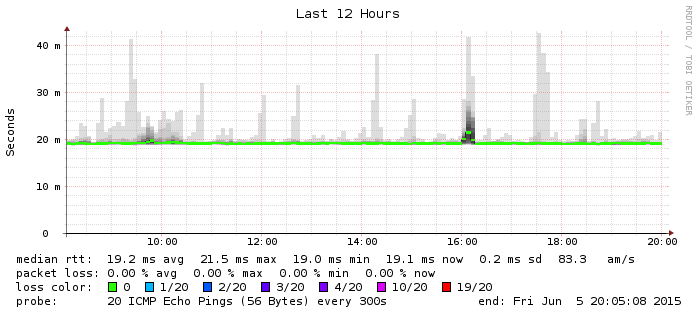 Last 12 Hours
RRDTOOL / TOBI OETIKER
Seconds
40 m
30 m
20 m
10 m
0
10:00 12:00 14:00 16:00 18:00 20:00
median rtt: 19.2 ms avg 21.5 ms max 19.0 ms min 19.1 ms now 0.2 ms sd 83.3 am/s
packet loss: 0.00 % avg 0.00 % max 0.00 % min 0.00 % now
loss color: 0 1/20 2/20 3/20 4/20 10/20 19/20
probe: 20 ICMP Echo Pings (56 Bytes) every 300s end: Fri Jun 5 20:05:08 2015